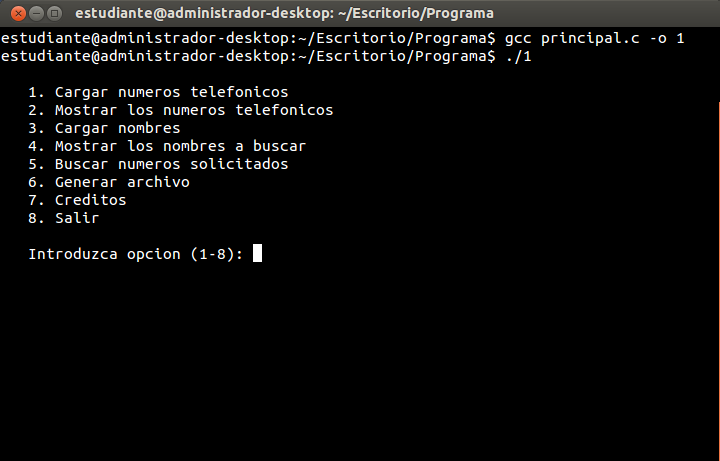 estudiante@administrador-desktop: ~/Escritorio/Programa
estudiante@administrador-desktop:~/Escritorio/Programa$ gcc principal.c -o 1
estudiante@administrador-desktop:~/Escritorio/Programa$ ./1
1. Cargar numeros telefonicos
2. Mostrar los numeros telefonicos
3. Cargar nombres
4. Mostrar los nombres a buscar
5. Buscar numeros solicitados
6. Generar archivo
7. Creditos
8. Salir
Introduzca opcion (1-8):